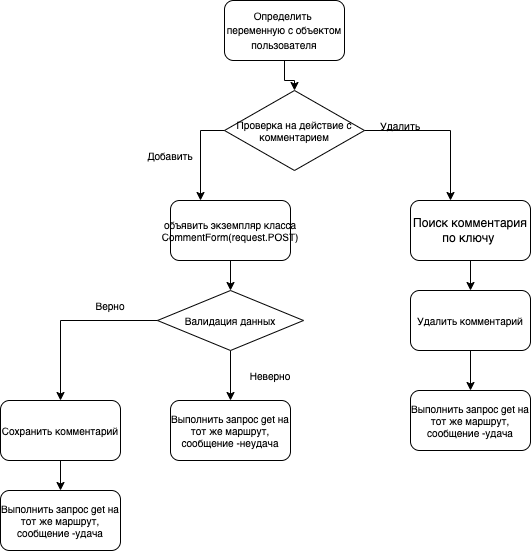 Определить
переменную с объектом
пользователя
Проверка на действие с
комментарием
Удалить
Добавить
объявить экземпляр класса
CommentForm(request.POST)
Поиск комментария
по ключу
Верно
Валидация данных
Удалить комментарий
Неверно
Сохранить комментарий
Выполнить запрос get на
тот же маршрут,
сообщение -неудача
Выполнить запрос get на
тот же маршрут,
сообщение -удача
Выполнить запрос get на
тот же маршрут,
сообщение -удача